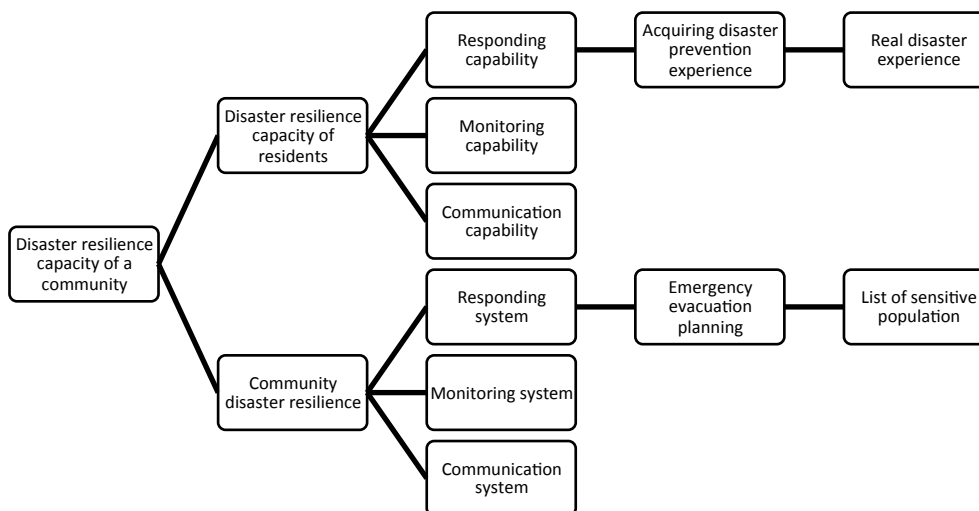 Responding
capability
Acquiring disaster
prevention
experience
Real disaster
experience
Disaster resilience
capacity of
residents
Monitoring
capability
Communication
capability
Disaster resilience
capacity of a
community
Responding
system
Emergency
evacuation
planning
List of sensitive
population
Community
disaster resilience
Monitoring system
Communication
system